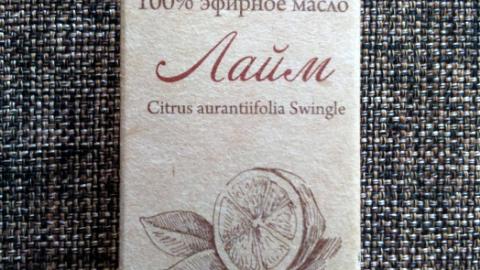 100% эфирное масло
Лайм
Citrus aurantiifolia Swingle